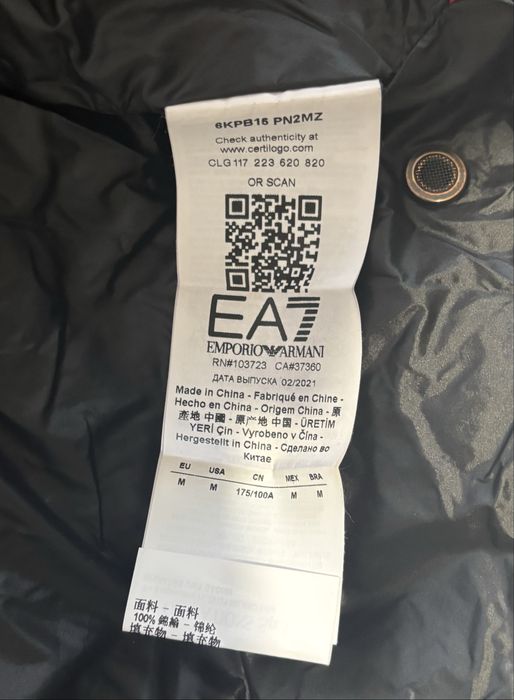 6KPB15 PN2MZ
Check authenticity at
www.certilogo.com
CLG 117 223 620 820
OR SCAN
EA7
EMPORIO ARMANI
RN#103723 CA#37360
ДАТА ВЫПУСКА 02/2021
Made in China - Fabriqué en Chine -
Hecho en China - Origem China - 原
產地 中國 - 原产地 中国 - ÜRETİM
YERİ Çin - Vyrobeno v Čína -
Hergestellt in China - Сделано во
Китае
EU USA CN MEX BRA
M M 175/100A M M
面料 - 面料
100% 錦綸 - 锦纶
填充物 - 填充物